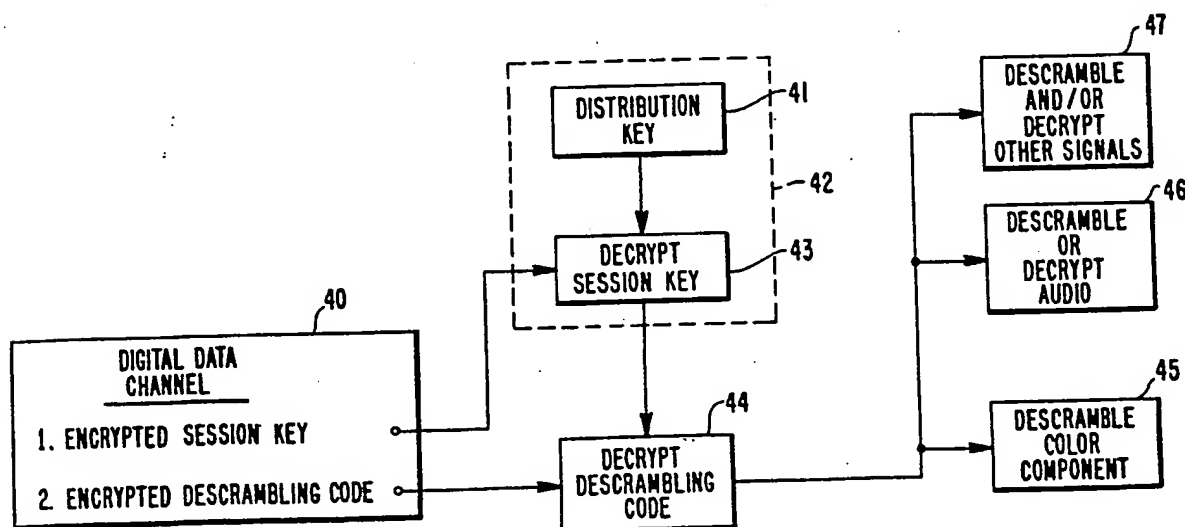 47
DESCRAMBLE
AND/OR
DECRYPT
OTHER SIGNALS
41
DISTRIBUTION
KEY
42
46
DESCRAMBLE
OR
DECRYPT
AUDIO
43
DECRYPT
SESSION KEY
40
DIGITAL DATA
CHANNEL
1. ENCRYPTED SESSION KEY
2. ENCRYPTED DESCRAMBLING CODE
44
DECRYPT
DESCRAMBLING
CODE
45
DESCRAMBLE
COLOR
COMPONENT